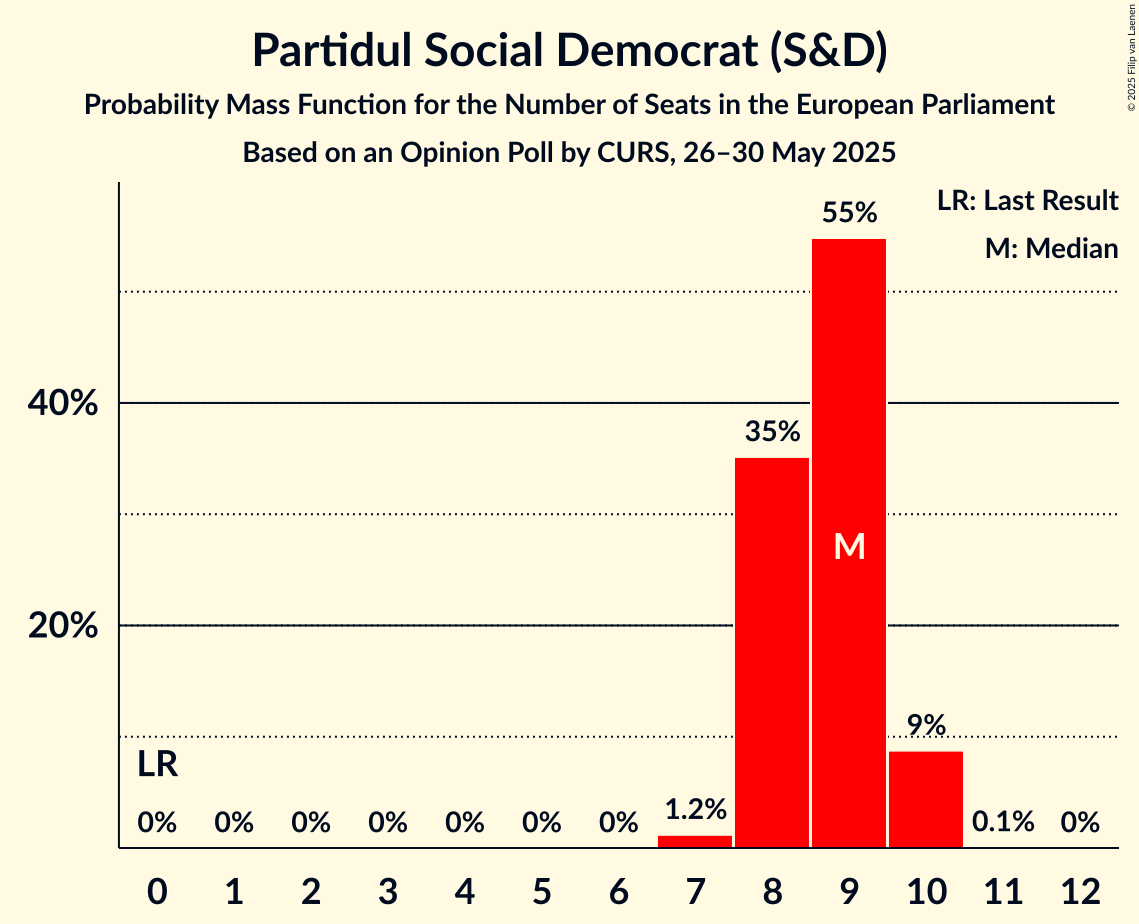 Partidul Social Democrat (S&D)
Probability Mass Function for the Number of Seats in the European Parliament
Based on an Opinion Poll by CURS, 26–30 May 2025
© 2025 Filip van Laenen
LR: Last Result
M: Median
55%
40%
35%
M
20%
9%
LR
1.2%
0% 0% 0% 0% 0% 0% 0% 0.1% 0%
0 1 2 3 4 5 6 7 8 9 10 11 12